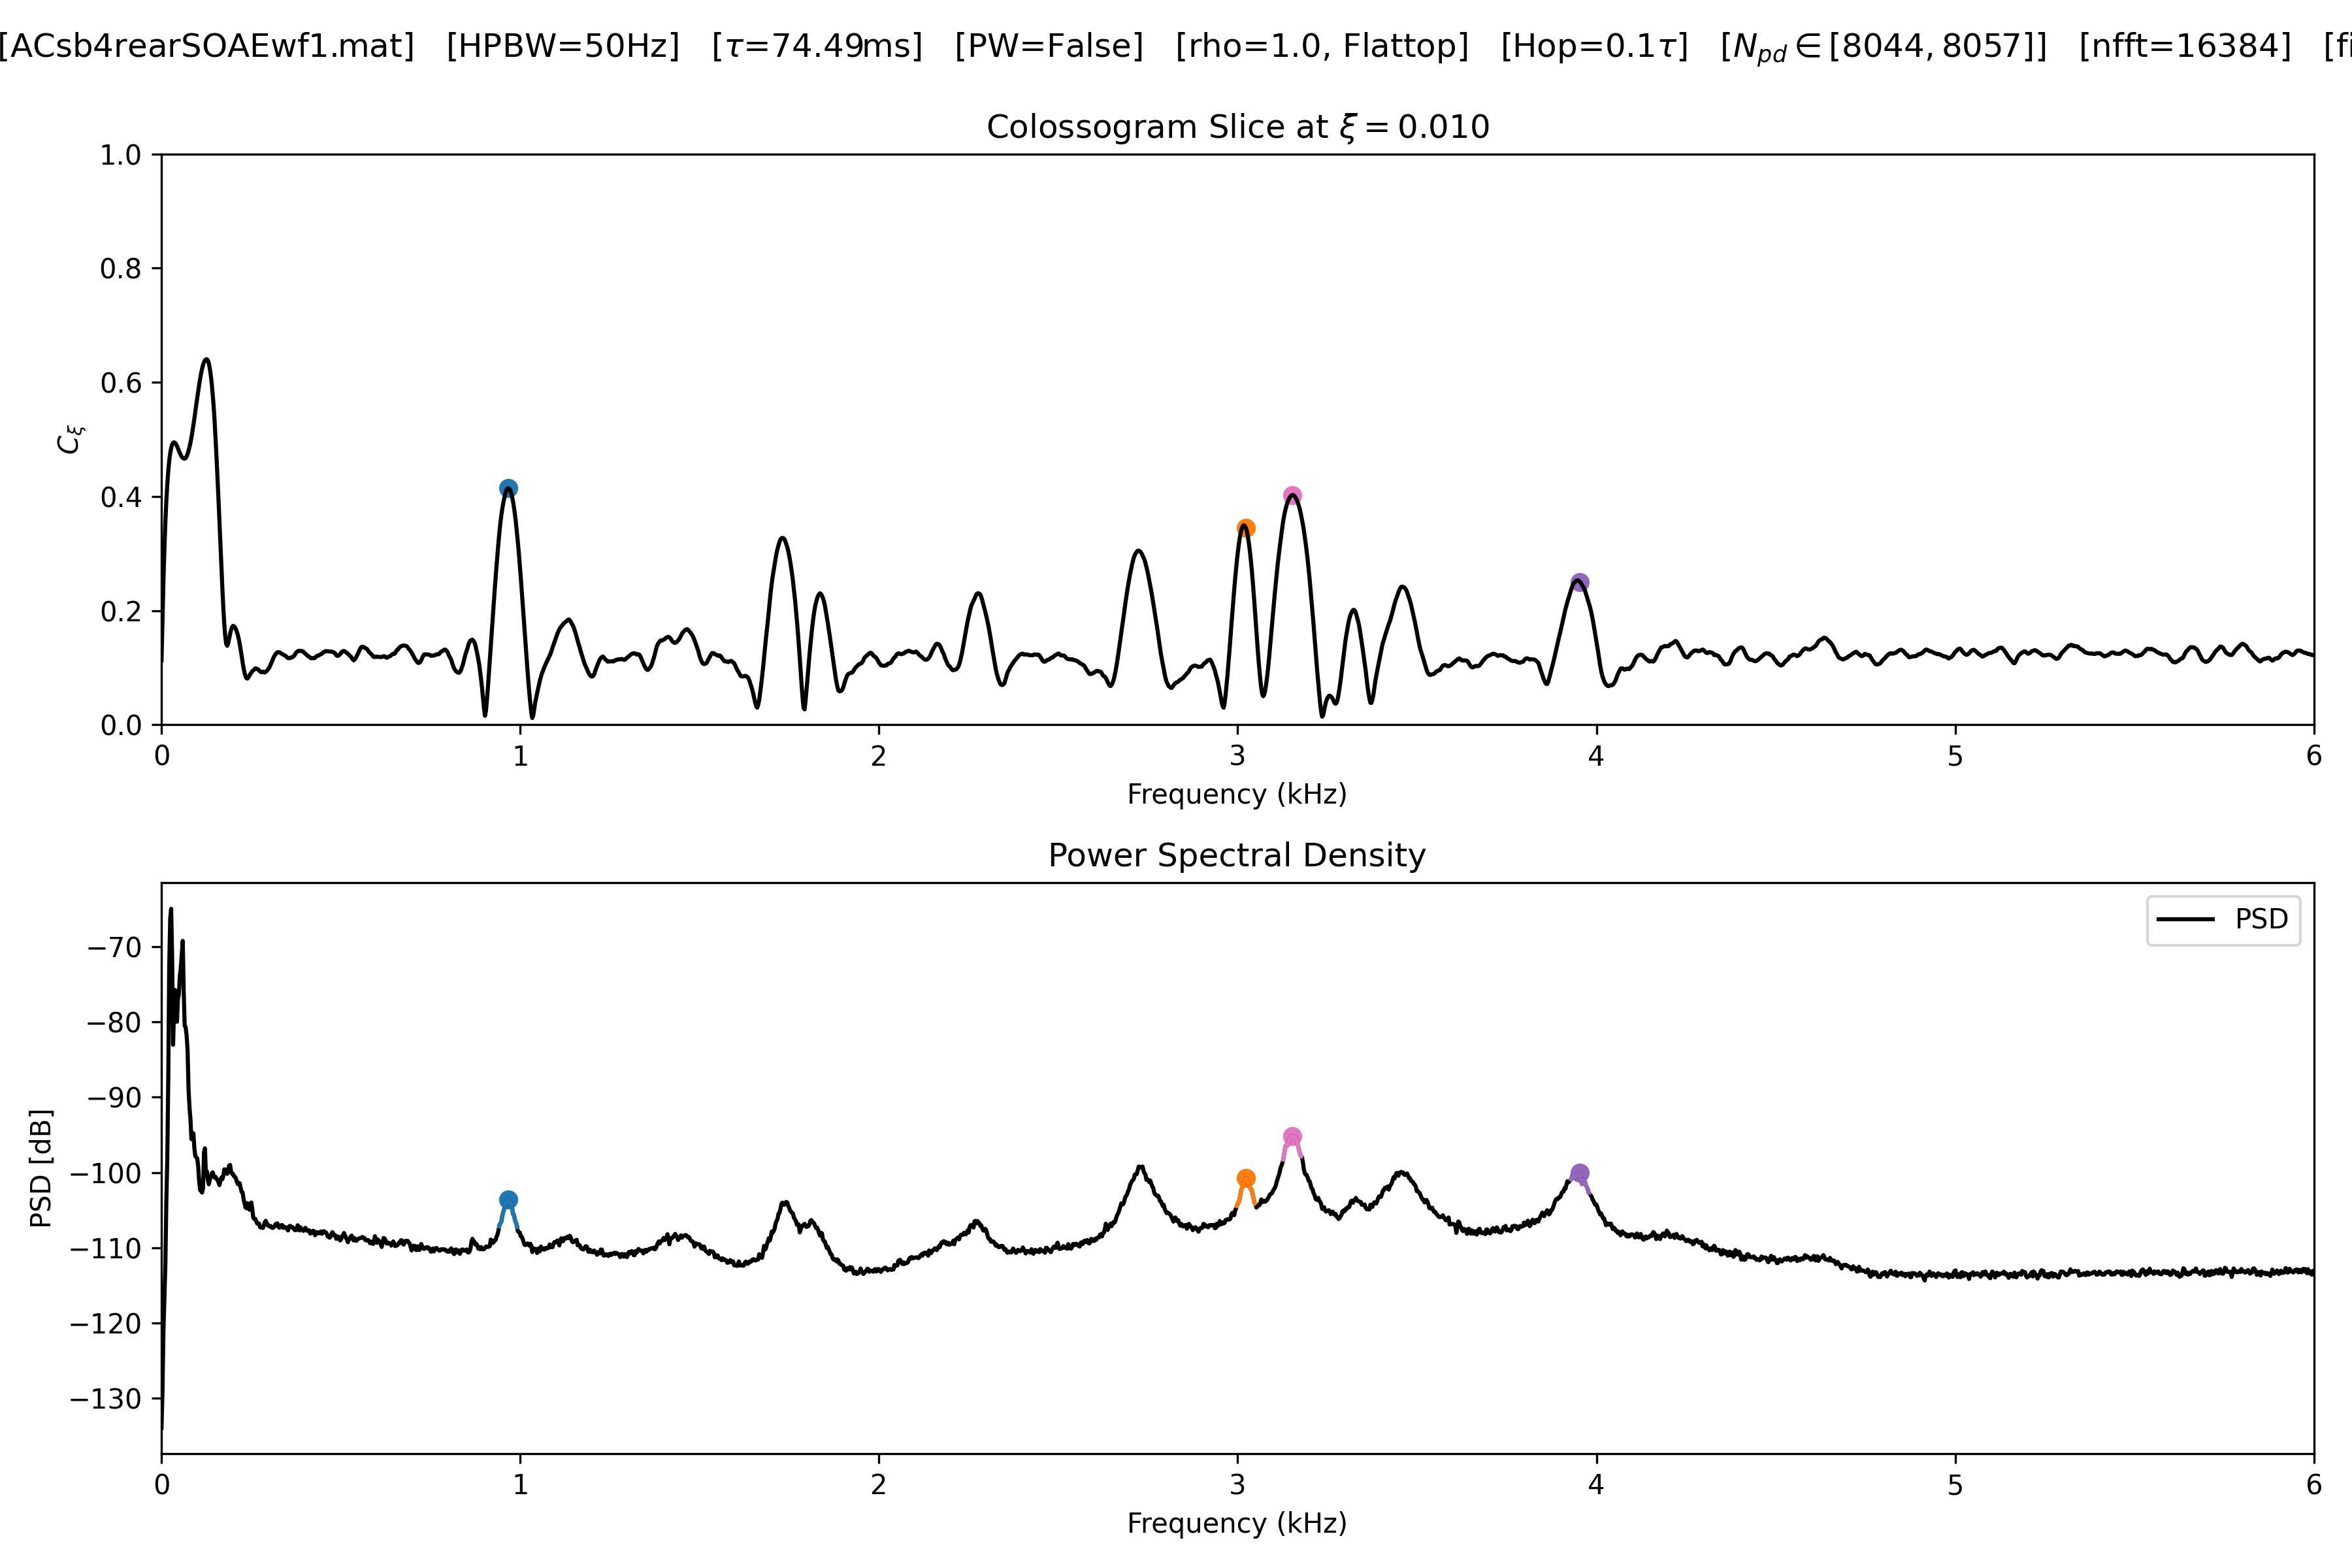 [ACsb4rearSOAEwf1.mat] [HPBW=50Hz] [τ=74.49ms] [PW=False] [rho=1.0, Flattop] [Hop=0.1τ] [N_pd ∈ [8044, 8057]] [nfft=16384]
Colossogram Slice at ξ = 0.010
1.0
0.8
0.6
0.4
0.2
0.0
C_ξ
0 1 2 3 4 5 6
Frequency (kHz)
Power Spectral Density
PSD
−70
−80
−90
−100
−110
−120
−130
PSD [dB]
0 1 2 3 4 5 6
Frequency (kHz)